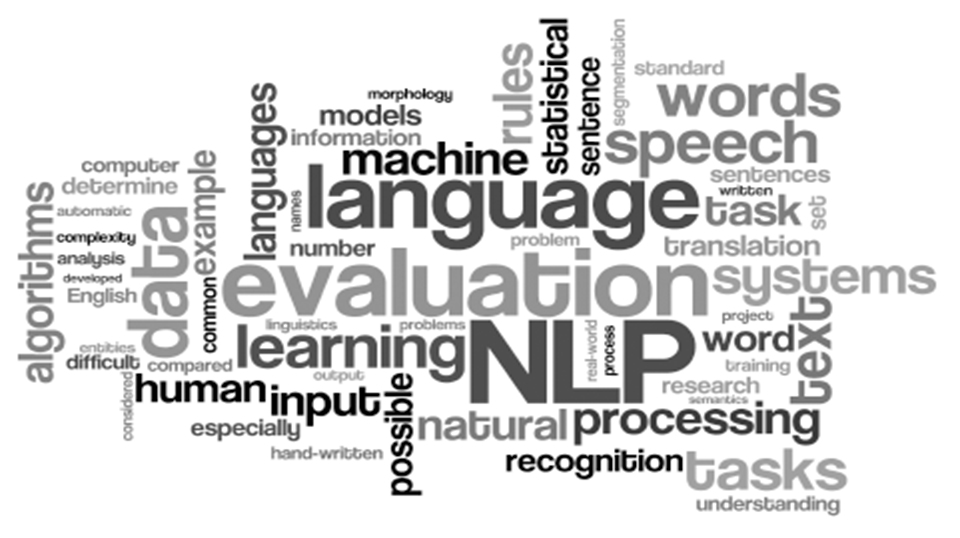 morphology
models
information
machine
languages
names
number
language
rules
statistical
sentence
segmentation
standard
words
speech
sentences
written
task
set
translation
problem
computer
determine
automatic
complexity
analysis
developed
English
algorithms
data
example
common
evaluation
systems
project
linguistics
problems
learning
NLP
real-world
process
word
text
training
research
semantics
entities
difficult
compared
considered
output
human
input
possible
especially
hand-written
natural
processing
recognition
tasks
understanding